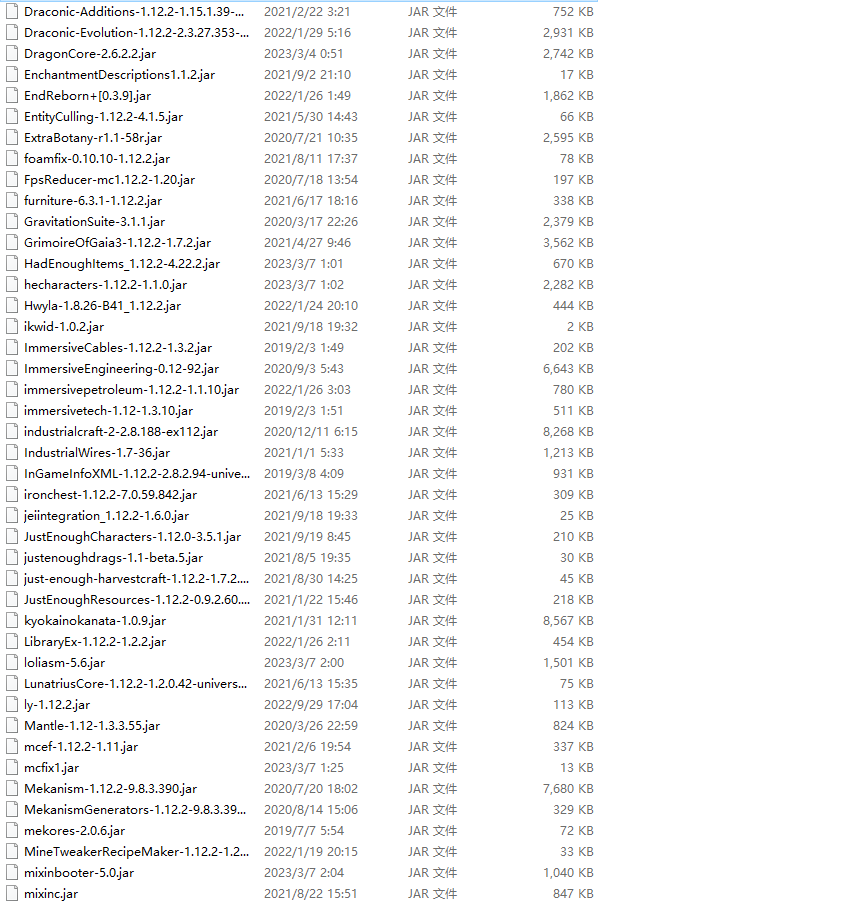 Draconic-Additions-1.12.2-1.15.1.39-... 2021/2/22 3:21 JAR 文件 752 KB
Draconic-Evolution-1.12.2-2.3.27.353-... 2022/1/29 5:16 JAR 文件 2,931 KB
DragonCore-2.6.2.2.jar 2023/3/4 0:51 JAR 文件 2,742 KB
EnchantmentDescriptions1.1.2.jar 2021/9/2 21:10 JAR 文件 17 KB
EndReborn+[0.3.9].jar 2022/1/26 1:49 JAR 文件 1,862 KB
EntityCulling-1.12.2-4.1.5.jar 2021/5/30 14:43 JAR 文件 66 KB
ExtraBotany-r1.1-58r.jar 2020/7/21 10:35 JAR 文件 2,595 KB
foamfix-0.10.10-1.12.2.jar 2021/8/11 17:37 JAR 文件 78 KB
FpsReducer-mc1.12.2-1.20.jar 2020/7/18 13:54 JAR 文件 197 KB
furniture-6.3.1-1.12.2.jar 2021/6/17 18:16 JAR 文件 338 KB
GravitationSuite-3.1.1.jar 2020/3/17 22:26 JAR 文件 2,379 KB
GrimoireOfGaia3-1.12.2-1.7.2.jar 2021/4/27 9:46 JAR 文件 3,562 KB
HadEnoughItems_1.12.2-4.22.2.jar 2023/3/7 1:01 JAR 文件 670 KB
hecharacters-1.12.2-1.1.0.jar 2023/3/7 1:02 JAR 文件 2,282 KB
Hwyla-1.8.26-B41_1.12.2.jar 2022/1/24 20:10 JAR 文件 444 KB
ikwid-1.0.2.jar 2021/9/18 19:32 JAR 文件 2 KB
ImmersiveCables-1.12.2-1.3.2.jar 2019/2/3 1:49 JAR 文件 202 KB
ImmersiveEngineering-0.12-92.jar 2020/9/3 5:43 JAR 文件 6,643 KB
immersivepetroleum-1.12.2-1.1.10.jar 2022/1/26 3:03 JAR 文件 780 KB
immersivetech-1.12-1.3.10.jar 2019/2/3 1:51 JAR 文件 511 KB
industrialcraft-2-2.8.188-ex112.jar 2020/12/11 6:15 JAR 文件 8,268 KB
IndustrialWires-1.7-36.jar 2021/1/1 5:33 JAR 文件 1,213 KB
InGameInfoXML-1.12.2-2.8.2.94-unive... 2019/3/8 4:09 JAR 文件 931 KB
ironchest-1.12.2-7.0.59.842.jar 2021/6/13 15:29 JAR 文件 309 KB
jeiintegration_1.12.2-1.6.0.jar 2021/9/18 19:33 JAR 文件 25 KB
JustEnoughCharacters-1.12.0-3.5.1.jar 2021/9/19 8:45 JAR 文件 210 KB
justenoughdrags-1.1-beta.5.jar 2021/8/5 19:35 JAR 文件 30 KB
just-enough-harvestcraft-1.12.2-1.7.2.... 2021/8/30 14:25 JAR 文件 45 KB
JustEnoughResources-1.12.2-0.9.2.60.... 2021/1/22 15:46 JAR 文件 218 KB
kyokainokanata-1.0.9.jar 2021/1/31 12:11 JAR 文件 8,567 KB
LibraryEx-1.12.2-1.2.2.jar 2022/1/26 2:11 JAR 文件 454 KB
loliasm-5.6.jar 2023/3/7 2:00 JAR 文件 1,501 KB
LunatriusCore-1.12.2-1.2.0.42-univers... 2021/6/13 15:35 JAR 文件 75 KB
ly-1.12.2.jar 2022/9/29 17:04 JAR 文件 113 KB
Mantle-1.12-1.3.3.55.jar 2020/3/26 22:59 JAR 文件 824 KB
mcef-1.12.2-1.11.jar 2021/2/6 19:54 JAR 文件 337 KB
mcfix1.jar 2023/3/7 1:25 JAR 文件 13 KB
Mekanism-1.12.2-9.8.3.390.jar 2020/7/20 18:02 JAR 文件 7,680 KB
MekanismGenerators-1.12.2-9.8.3.39... 2020/8/14 15:06 JAR 文件 329 KB
mekores-2.0.6.jar 2019/7/7 5:54 JAR 文件 72 KB
MineTweakerRecipeMaker-1.12.2-1.2... 2022/1/19 20:15 JAR 文件 33 KB
mixinbooter-5.0.jar 2023/3/7 2:04 JAR 文件 1,040 KB
mixinc.jar 2021/8/22 15:51 JAR 文件 847 KB